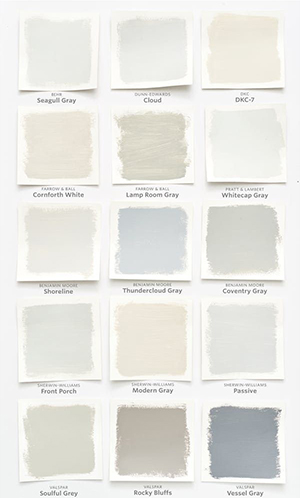 BEHR
Seagull Gray
DUNN-EDWARDS
Cloud
DKC
DKC-7
FARROW & BALL
Cornforth White
FARROW & BALL
Lamp Room Gray
PRATT & LAMBERT
Whitecap Gray
BENJAMIN MOORE
Shoreline
BENJAMIN MOORE
Thundercloud Gray
BENJAMIN MOORE
Coventry Gray
SHERWIN-WILLIAMS
Front Porch
SHERWIN-WILLIAMS
Modern Gray
SHERWIN-WILLIAMS
Passive
VALSPAR
Soulful Grey
VALSPAR
Rocky Bluffs
VALSPAR
Vessel Gray